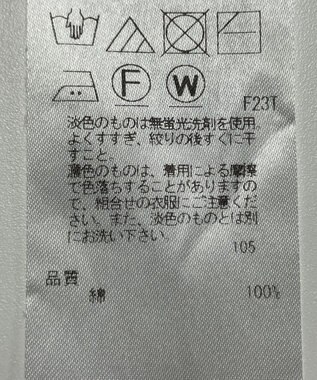 F
W
F23T
淡色のものは無蛍光洗剤を使用。
よくすすぎ、絞りの後すぐに干
すこと。
濃色のものは、着用による摩擦
で色落ちすることがありますの
で、組合せの衣服にご注意くだ
さい。また、淡色のものとは別
にお洗い下さい。
105
品質
綿 100%